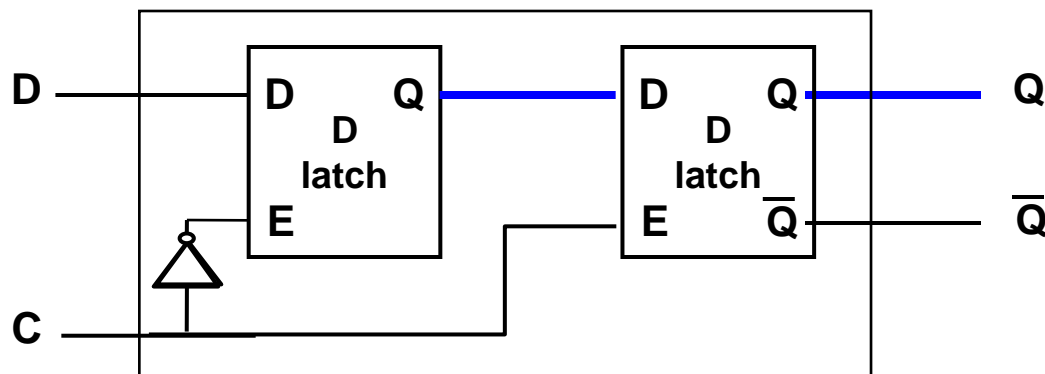 D D Q D Q Q
D D
latch latch
E E Q̅ Q̅
C